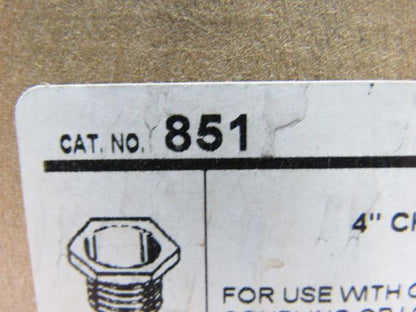 CAT. NO. 851
4" CH
FOR USE WITH